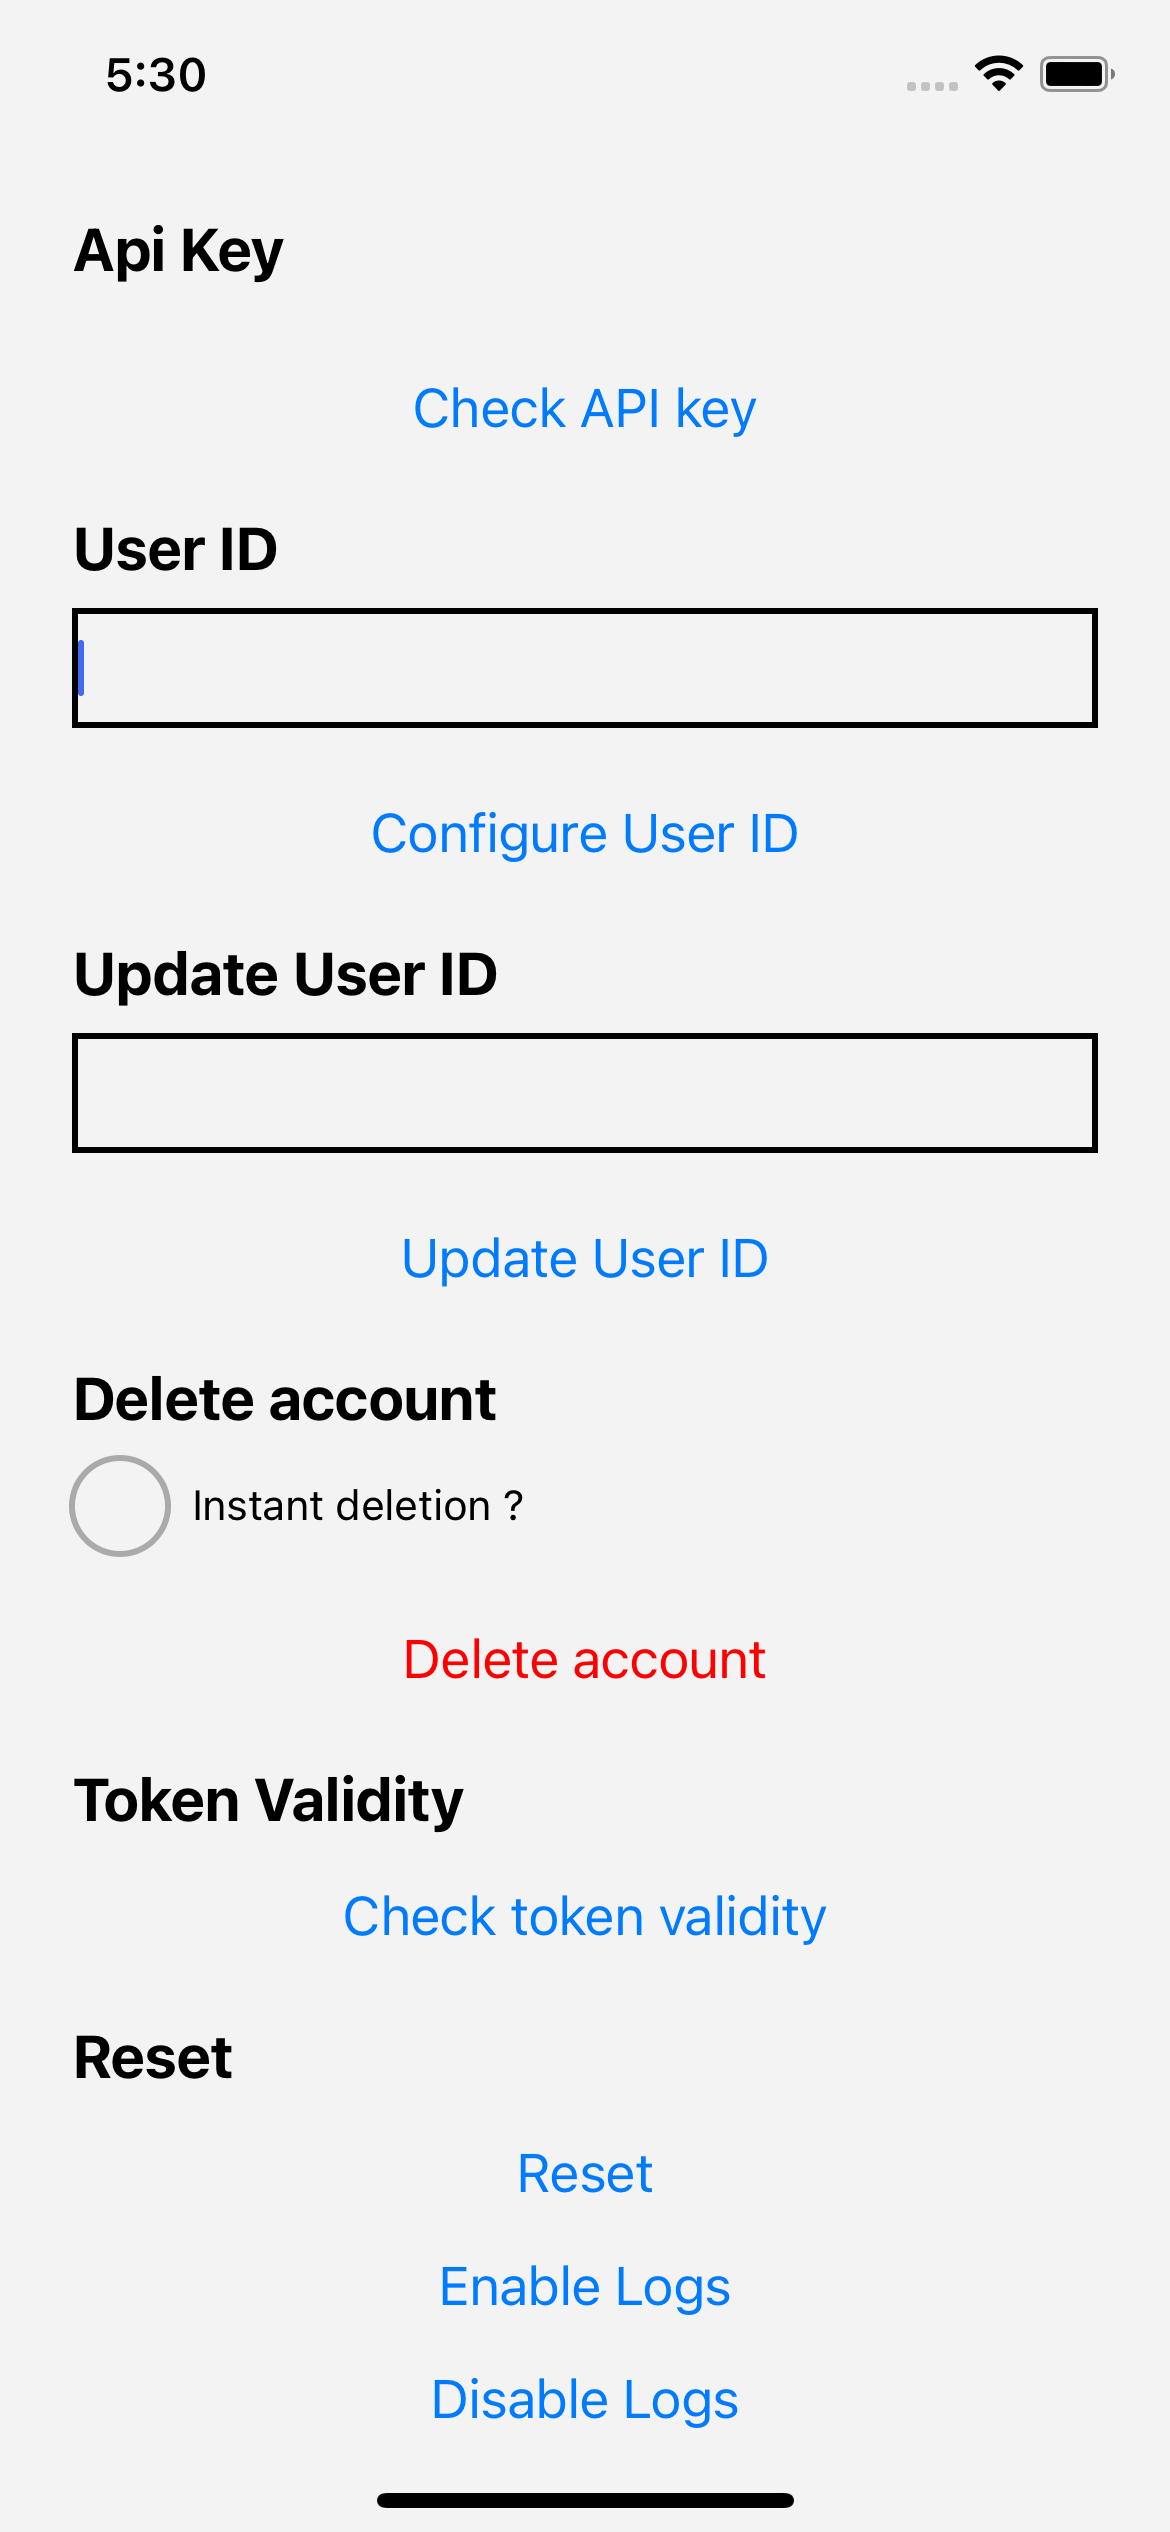 5:30
Api Key
Check API key
User ID
Configure User ID
Update User ID
Update User ID
Delete account
Instant deletion ?
Delete account
Token Validity
Check token validity
Reset
Reset
Enable Logs
Disable Logs